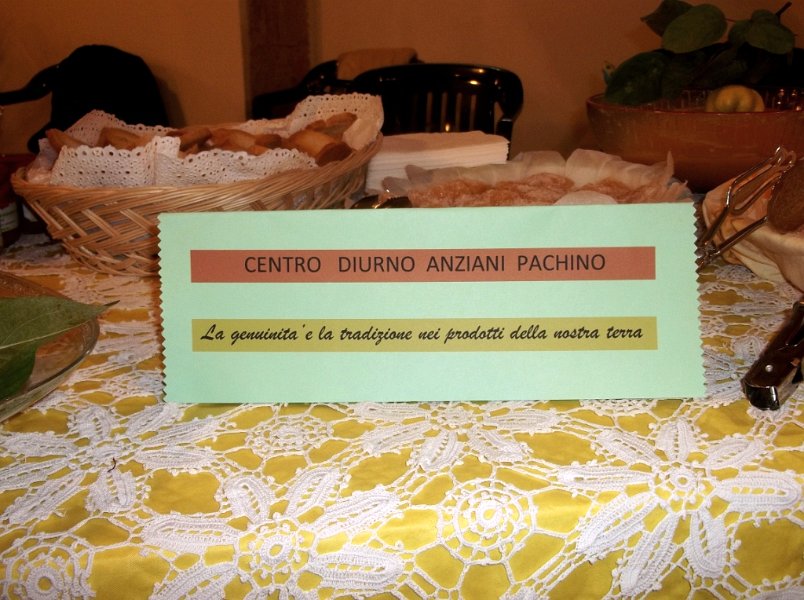 CENTRO DIURNO ANZIANI PACHINO
La genuinita' e la tradizione nei prodotti della nostra terra